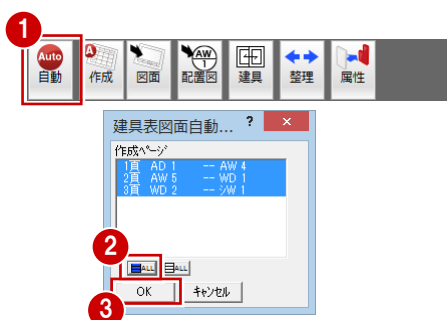 1
Auto
自動
A
作成
図面
AW
1
配置図
建具
整理
属性
建具表図面自動... ? ×
作成ﾍﾟｰｼﾞ
1頁 AD 1 -- AW 4
2頁 AW 5 -- WD 1
3頁 WD 2 -- ｼW 1
2
ALL ALL
OK ｷｬﾝｾﾙ
3